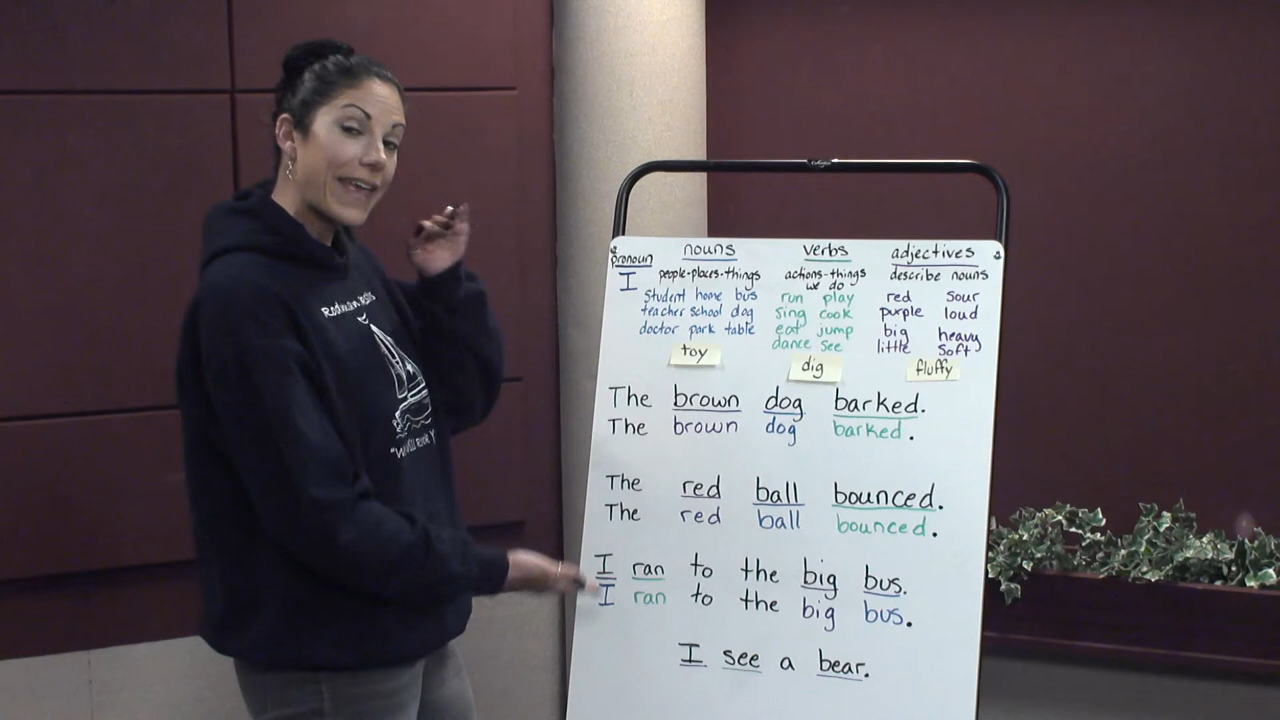 pronoun nouns verbs adjectives
I people-places-things actions-things we do describe nouns
student home bus run play red sour
teacher school dog sing cook purple loud
doctor park table eat jump big heavy
dance see little soft
toy dig fluffy
The brown dog barked.
The brown dog barked.
The red ball bounced.
The red ball bounced.
I ran to the big bus.
I ran to the big bus.
I see a bear.